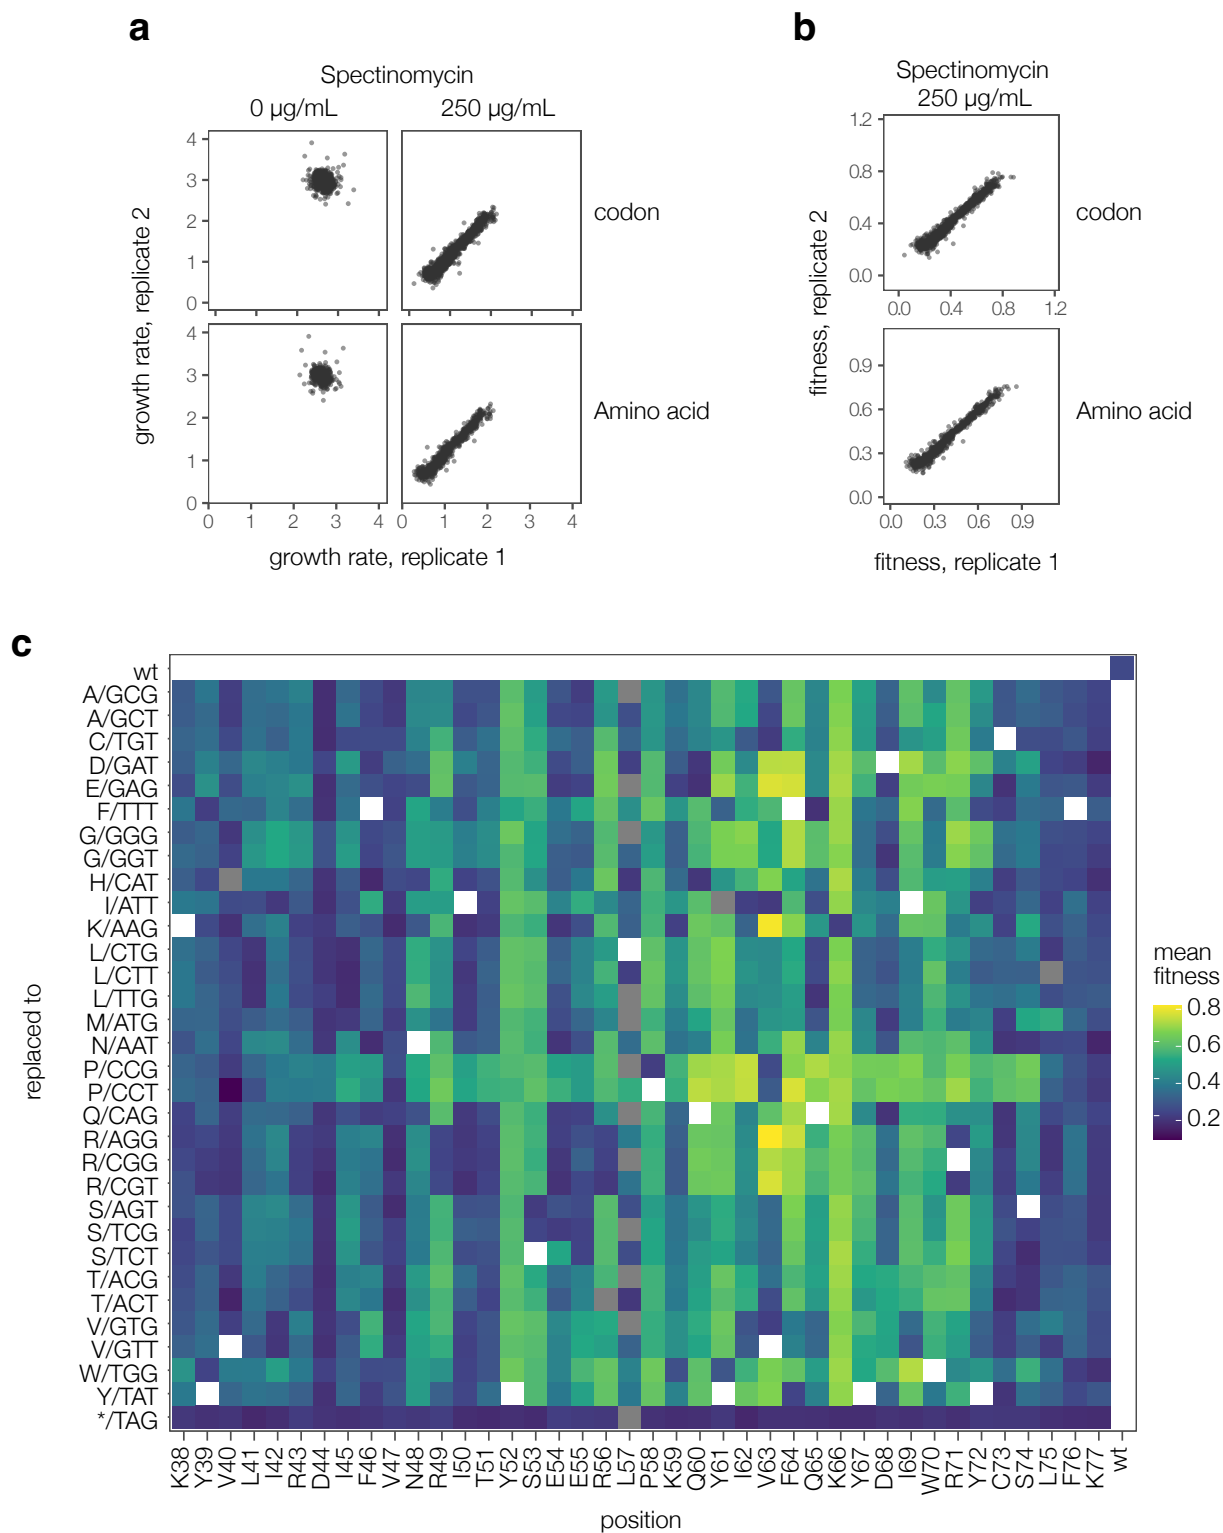 a
b
Spectinomycin
0 µg/mL
250 µg/mL
4
3
2
1
0
codon
4
3
2
1
0
Amino acid
0 1 2 3 4 0 1 2 3 4
growth rate, replicate 2
growth rate, replicate 1
Spectinomycin
250 µg/mL
1.2
0.8
0.4
0.0
codon
0.0 0.4 0.8 1.2
0.9
0.6
0.3
0.0
Amino acid
0.0 0.3 0.6 0.9
fitness, replicate 2
fitness, replicate 1
c
wt
A/GCG
A/GCT
C/TGT
D/GAT
E/GAG
F/TTT
G/GGG
G/GGT
H/CAT
I/ATT
K/AAG
L/CTG
L/CTT
L/TTG
M/ATG
N/AAT
P/CCG
P/CCT
Q/CAG
R/AGG
R/CGG
R/CGT
S/AGT
S/TCG
S/TCT
T/ACG
T/ACT
V/GTG
V/GTT
W/TGG
Y/TAT
*/TAG
replaced to
K38 Y39 V40 L41 I42 R43 D44 I45 F46 V47 N48 R49 I50 T51 Y52 S53 E54 E55 R56 L57 P58 K59 Q60 Y61 I62 V63 F64 Q65 K66 Y67 D68 I69 W70 R71 Y72 C73 S74 L75 F76 K77 wt
position
mean
fitness
0.8
0.6
0.4
0.2